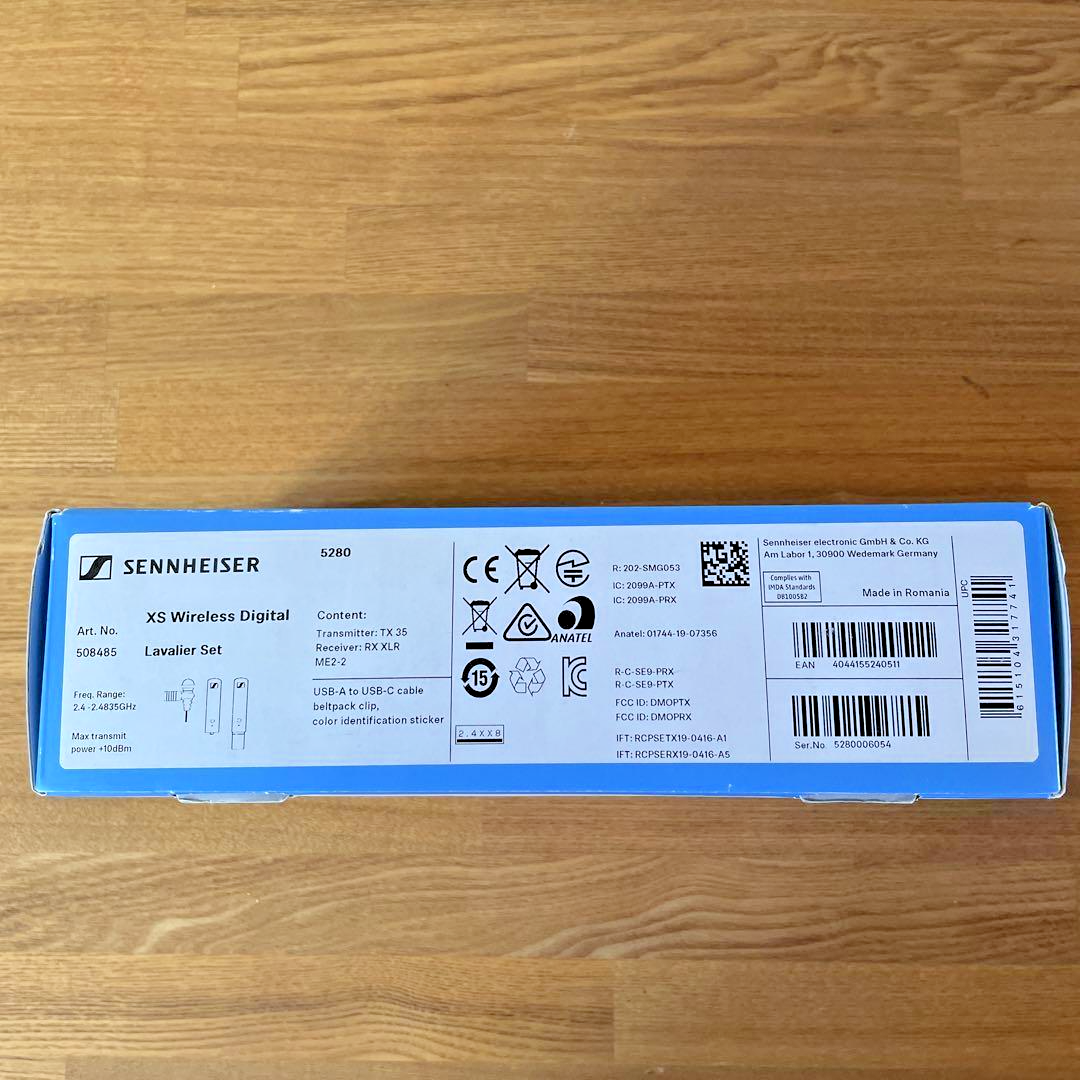 SENNHEISER
5280
XS Wireless Digital
Art. No.
508485
Lavalier Set
Freq. Range:
2.4 -2.4835GHz
Max transmit
power +10dBm
Content:
Transmitter: TX 35
Receiver: RX XLR
ME2-2
USB-A to USB-C cable
beltpack clip,
color identification sticker
CE
ANATEL
15
2.4XX8
R: 202-SMG053
IC: 2099A-PTX
IC: 2099A-PRX
Anatel: 01744-19-07356
R-C-SE9-PRX
R-C-SE9-PTX
FCC ID: DMOPTX
FCC ID: DMOPRX
IFT: RCPSETX19-0416-A1
IFT: RCPSERX19-0416-A5
Sennheiser electronic GmbH & Co. KG
Am Labor 1, 30900 Wedemark Germany
Complies with
IMDA Standards
DB100582
Made in Romania
EAN 4044155240511
Ser.No. 5280006054
UPC
615104317741